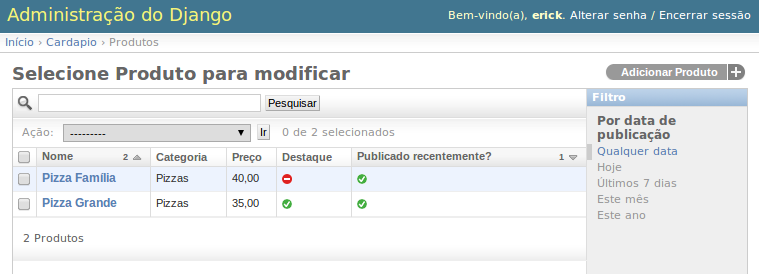 Administração do Django
Bem-vindo(a), erick. Alterar senha / Encerrar sessão
Início › Cardapio › Produtos
Selecione Produto para modificar
Adicionar Produto +
Pesquisar
Ação: --------- Ir 0 de 2 selecionados
Nome 2 Categoria Preço Destaque Publicado recentemente? 1
Pizza Família Pizzas 40,00
Pizza Grande Pizzas 35,00
2 Produtos
Filtro
Por data de
publicação
Qualquer data
Hoje
Últimos 7 dias
Este mês
Este ano